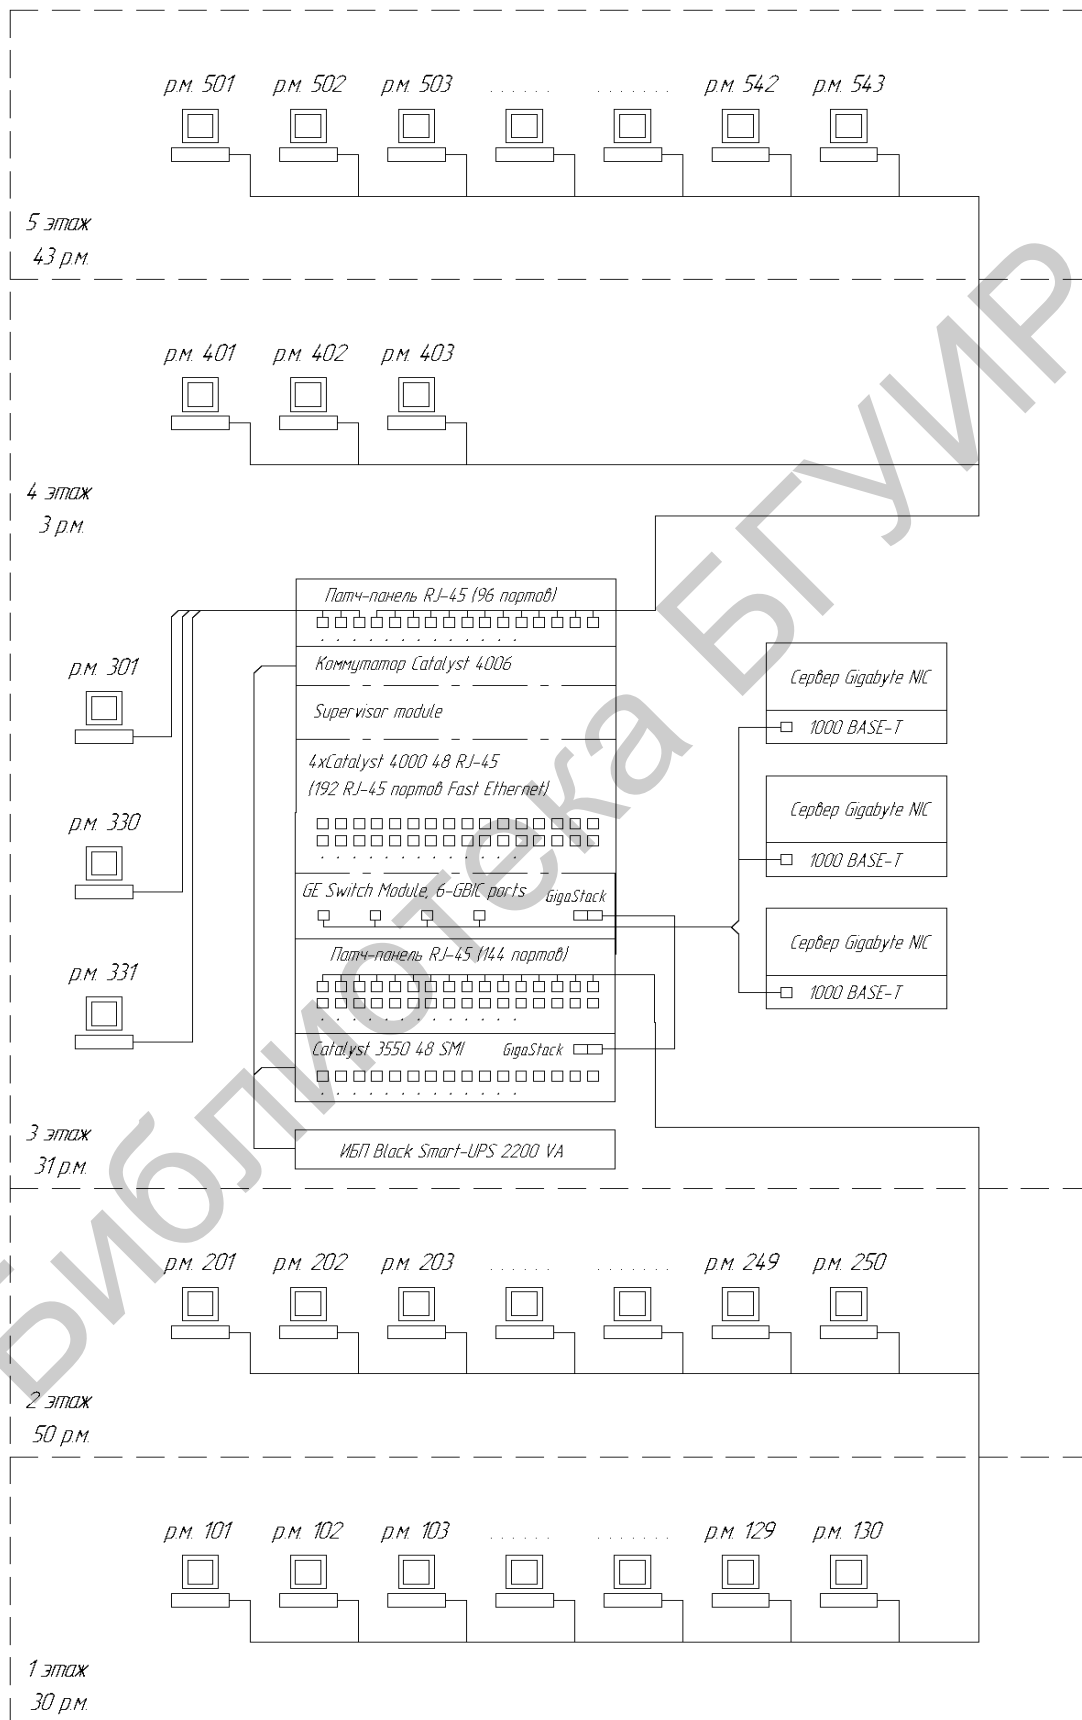 р.м. 501 р.м. 502 р.м. 503 . . . . . . . . . . . . . р.м. 542 р.м. 543
5 этаж
43 р.м.
р.м. 401 р.м. 402 р.м. 403
4 этаж
3 р.м.
Патч-панель RJ-45 (96 портов)
Коммутатор Catalyst 4006
Supervisor module
4xCatalyst 4000 48 RJ-45
(192 RJ-45 портов Fast Ethernet)
GE Switch Module, 6-GBIC ports
GigaStack
Патч-панель RJ-45 (144 портов)
Catalyst 3550 48 SMI GigaStack
ИБП Black Smart-UPS 2200 VA
р.м. 301
р.м. 330
р.м. 331
Сервер Gigabyte NIC
1000 BASE-T
Сервер Gigabyte NIC
1000 BASE-T
Сервер Gigabyte NIC
1000 BASE-T
3 этаж
31 р.м.
р.м. 201 р.м. 202 р.м. 203 . . . . . . . . . . . . . р.м. 249 р.м. 250
2 этаж
50 р.м.
р.м. 101 р.м. 102 р.м. 103 . . . . . . . . . . . . . р.м. 129 р.м. 130
1 этаж
30 р.м.
Библиотека БГУИР